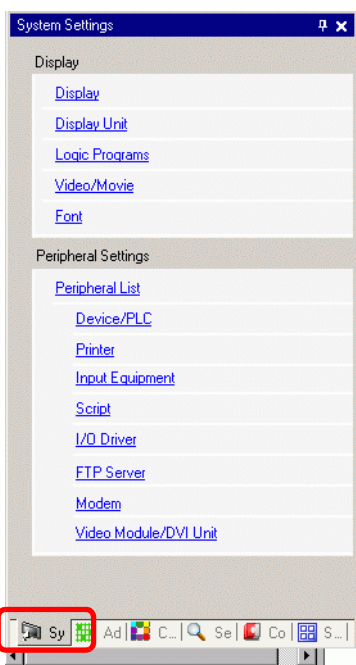 System Settings
Display
Display
Display Unit
Logic Programs
Video/Movie
Font
Peripheral Settings
Peripheral List
Device/PLC
Printer
Input Equipment
Script
I/O Driver
FTP Server
Modem
Video Module/DVI Unit
Sy Ad C... Se Co S...